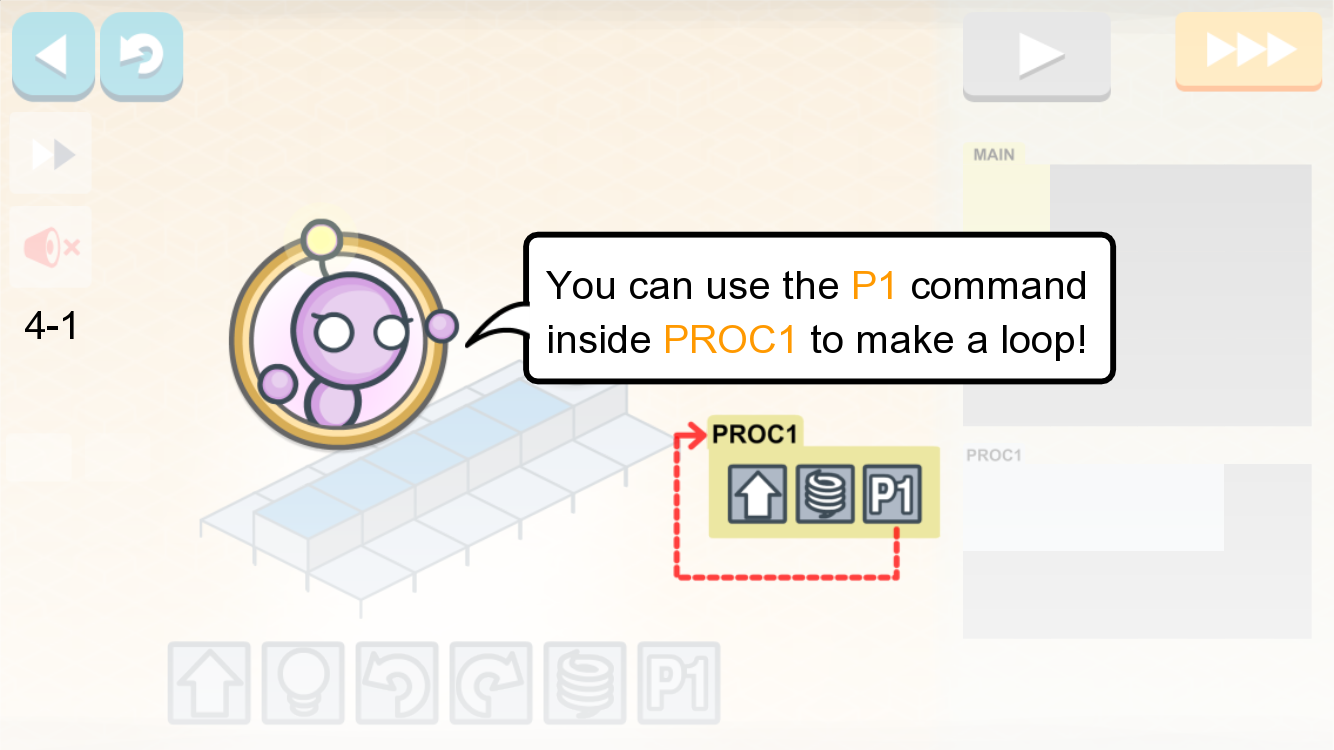 MAIN
You can use the P1 command
inside PROC1 to make a loop!
4-1
PROC1
P1
PROC1
P1